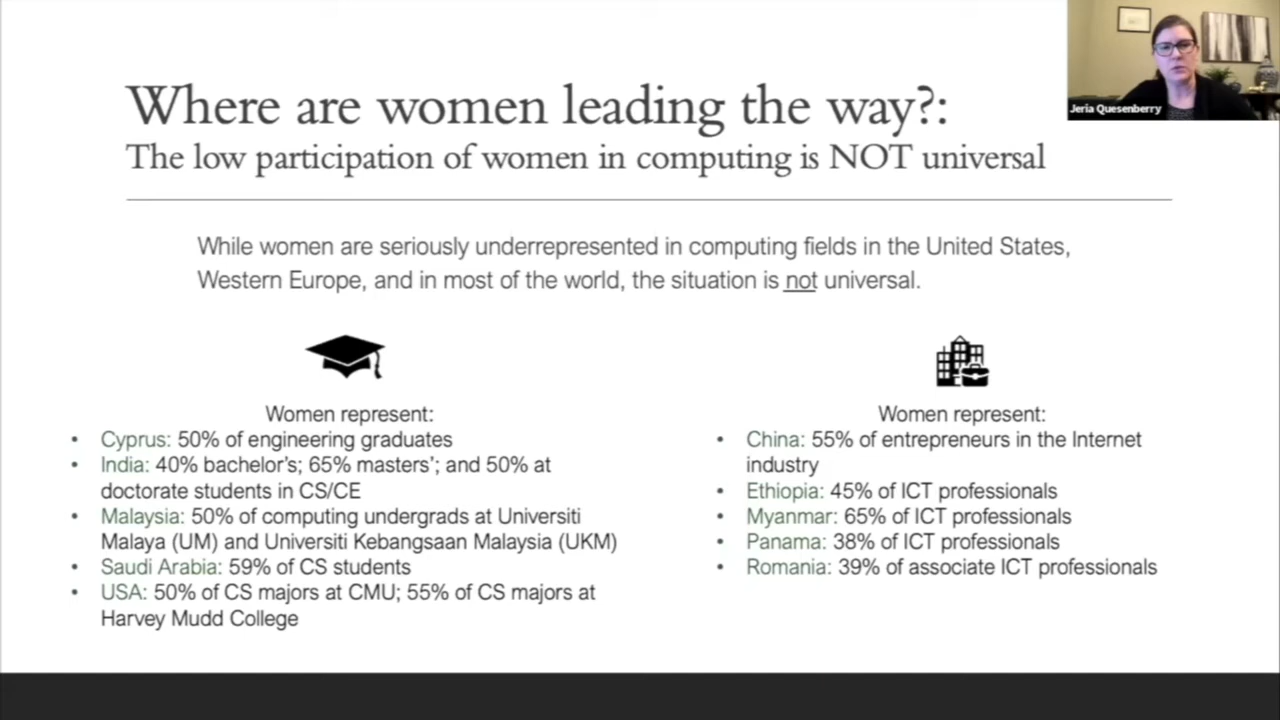 Where are women leading the way?:
The low participation of women in computing is NOT universal
Jeria Quesenberry
While women are seriously underrepresented in computing fields in the United States,
Western Europe, and in most of the world, the situation is not universal.
Women represent:
• Cyprus: 50% of engineering graduates
• India: 40% bachelor's; 65% masters'; and 50% at
doctorate students in CS/CE
• Malaysia: 50% of computing undergrads at Universiti
Malaya (UM) and Universiti Kebangsaan Malaysia (UKM)
• Saudi Arabia: 59% of CS students
• USA: 50% of CS majors at CMU; 55% of CS majors at
Harvey Mudd College
Women represent:
• China: 55% of entrepreneurs in the Internet
industry
• Ethiopia: 45% of ICT professionals
• Myanmar: 65% of ICT professionals
• Panama: 38% of ICT professionals
• Romania: 39% of associate ICT professionals